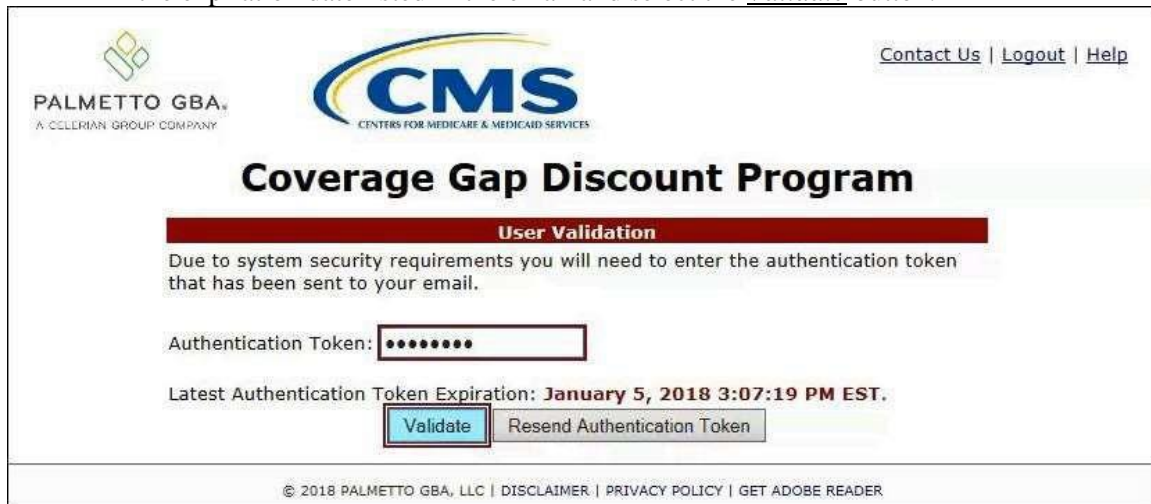 Contact Us | Logout | Help
PALMETTO GBA.
A CELERIAN GROUP COMPANY
CMS
CENTERS FOR MEDICARE & MEDICAID SERVICES
Coverage Gap Discount Program
User Validation
Due to system security requirements you will need to enter the authentication token
that has been sent to your email.
Authentication Token: ••••••••
Latest Authentication Token Expiration: January 5, 2018 3:07:19 PM EST.
Validate Resend Authentication Token
© 2018 PALMETTO GBA, LLC | DISCLAIMER | PRIVACY POLICY | GET ADOBE READER